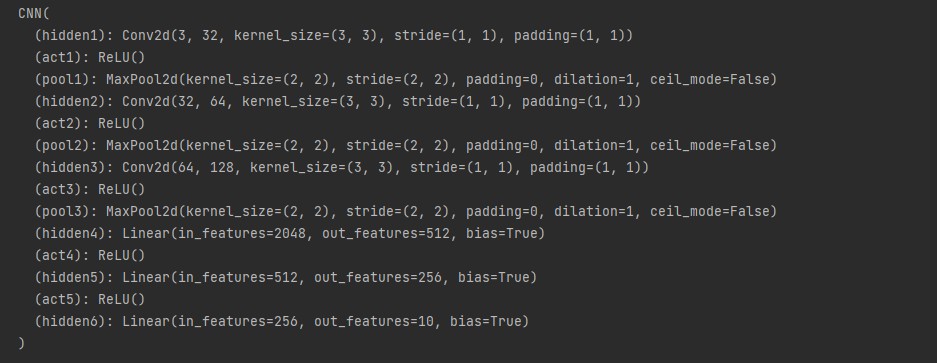 CNN(
  (hidden1): Conv2d(3, 32, kernel_size=(3, 3), stride=(1, 1), padding=(1, 1))
  (act1): ReLU()
  (pool1): MaxPool2d(kernel_size=(2, 2), stride=(2, 2), padding=0, dilation=1, ceil_mode=False)
  (hidden2): Conv2d(32, 64, kernel_size=(3, 3), stride=(1, 1), padding=(1, 1))
  (act2): ReLU()
  (pool2): MaxPool2d(kernel_size=(2, 2), stride=(2, 2), padding=0, dilation=1, ceil_mode=False)
  (hidden3): Conv2d(64, 128, kernel_size=(3, 3), stride=(1, 1), padding=(1, 1))
  (act3): ReLU()
  (pool3): MaxPool2d(kernel_size=(2, 2), stride=(2, 2), padding=0, dilation=1, ceil_mode=False)
  (hidden4): Linear(in_features=2048, out_features=512, bias=True)
  (act4): ReLU()
  (hidden5): Linear(in_features=512, out_features=256, bias=True)
  (act5): ReLU()
  (hidden6): Linear(in_features=256, out_features=10, bias=True)
)